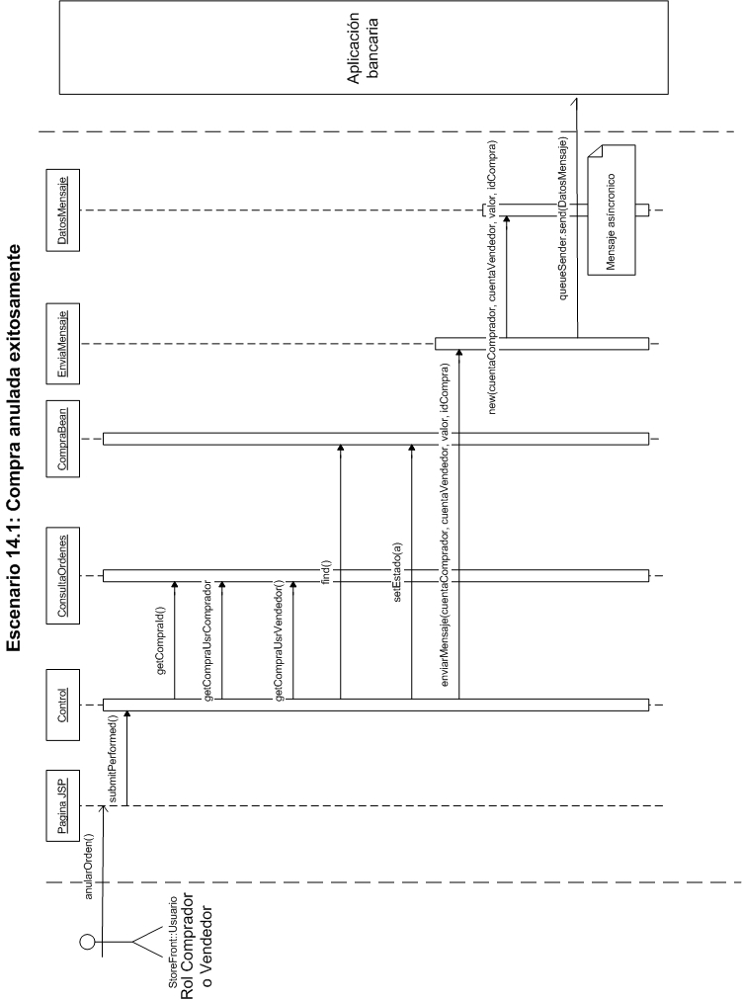 Escenario 14.1: Compra anulada exitosamente
StoreFront::Usuario
Rol Comprador
o Vendedor
Pagina JSP
Control
ConsultaOrdenes
CompraBean
EnviaMensaje
DatosMensaje
Aplicación
bancaria
anularOrden()
submitPerformed()
getCompraId()
getCompraUsrComprador
getCompraUsrVendedor()
find()
setEstado(a)
enviarMensaje(cuentaComprador, cuentaVendedor, valor, idCompra)
new(cuentaComprador, cuentaVendedor, valor, idCompra)
queueSender.send(DatosMensaje)
Mensaje asíncronico